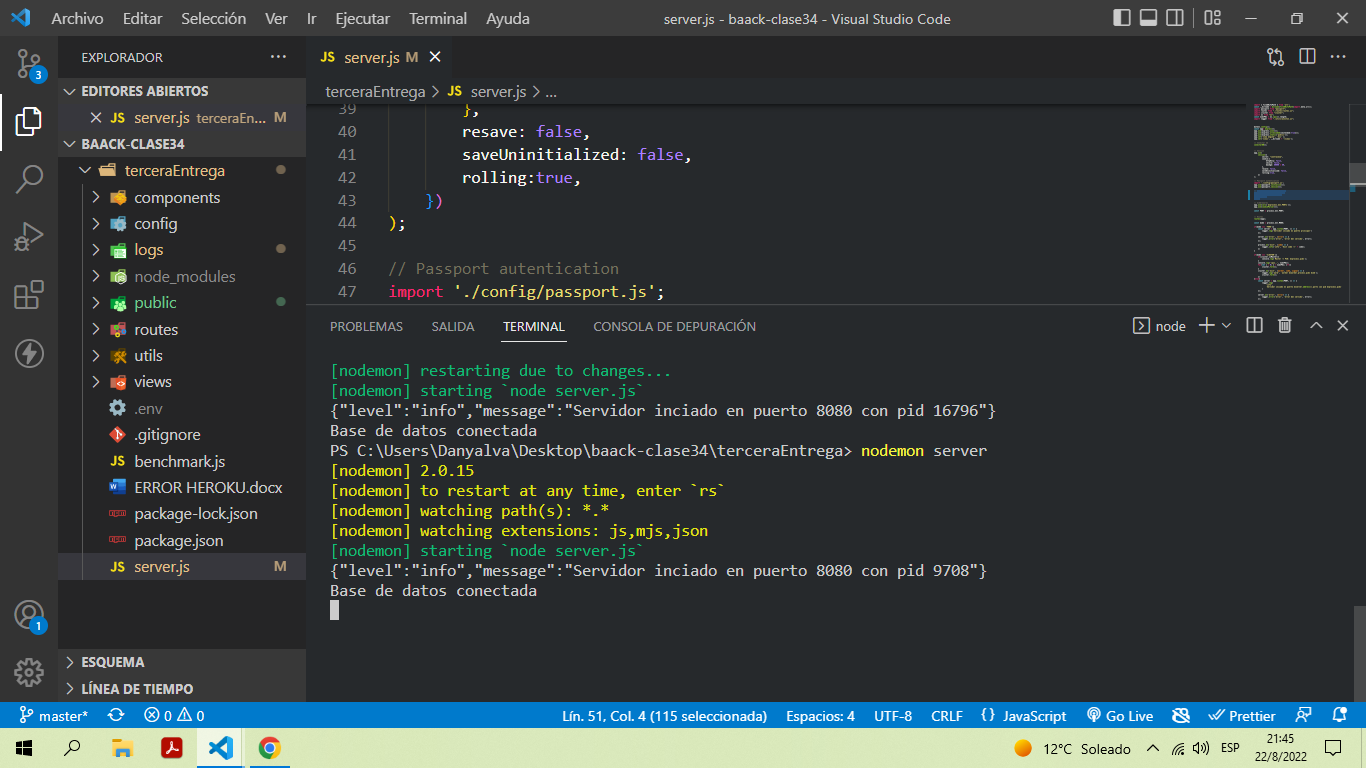 Archivo Editar Selección Ver Ir Ejecutar Terminal Ayuda
server.js - baack-clase34 - Visual Studio Code
EXPLORADOR
EDITORES ABIERTOS
JS server.js terceraEn... M
BAACK-CLASE34
terceraEntrega
components
config
logs
node_modules
public
routes
utils
views
.env
.gitignore
JS benchmark.js
ERROR HEROKU.docx
package-lock.json
package.json
JS server.js M
ESQUEMA
LÍNEA DE TIEMPO
3
1
JS server.js M
terceraEntrega > JS server.js > ...
39 },
40 resave: false,
41 saveUninitialized: false,
42 rolling:true,
43 })
44 );
45
46 // Passport autentication
47 import './config/passport.js';
PROBLEMAS SALIDA TERMINAL CONSOLA DE DEPURACIÓN
node
[nodemon] restarting due to changes...
[nodemon] starting `node server.js`
{"level":"info","message":"Servidor inciado en puerto 8080 con pid 16796"}
Base de datos conectada
PS C:\Users\Danyalva\Desktop\baack-clase34\terceraEntrega> nodemon server
[nodemon] 2.0.15
[nodemon] to restart at any time, enter `rs`
[nodemon] watching path(s): *.*
[nodemon] watching extensions: js,mjs,json
[nodemon] starting `node server.js`
{"level":"info","message":"Servidor inciado en puerto 8080 con pid 9708"}
Base de datos conectada
master* 0 0 Lín. 51, Col. 4 (115 seleccionada) Espacios: 4 UTF-8 CRLF {} JavaScript Go Live Prettier
12°C Soleado ESP
21:45
22/8/2022